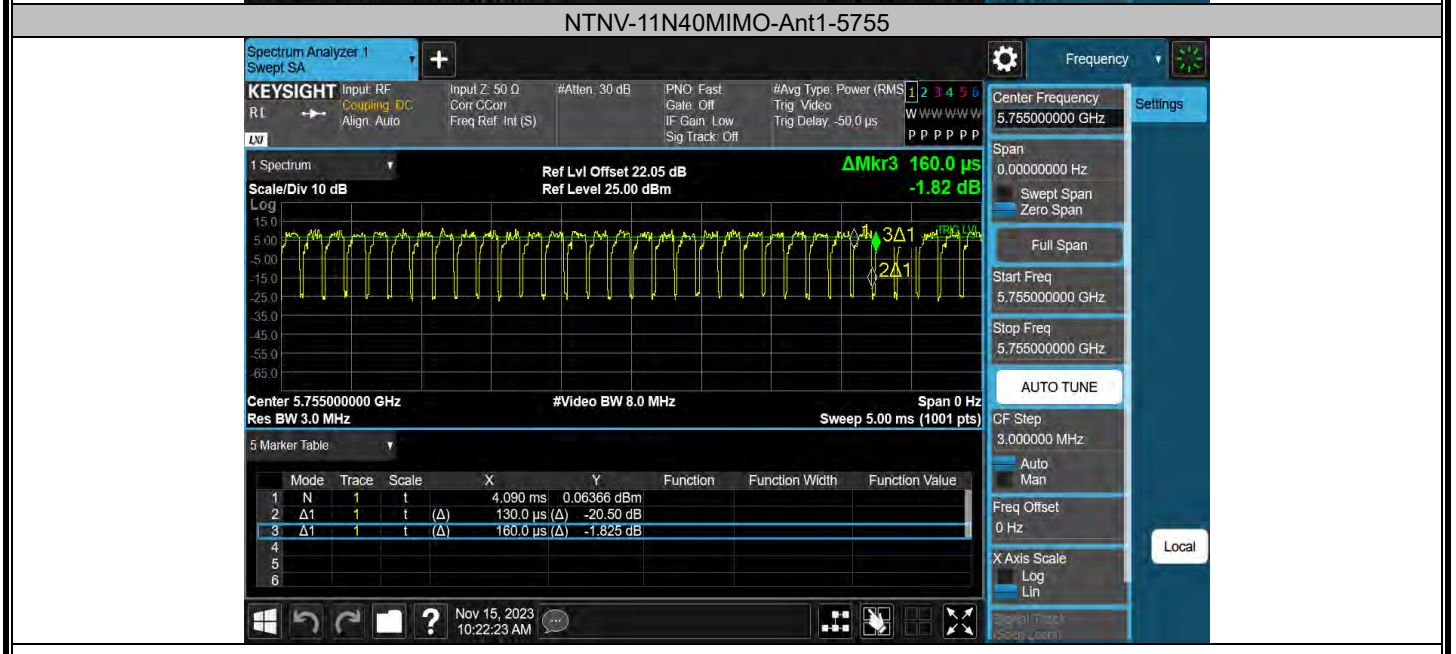 NTNV-11N40MIMO-Ant1-5755
Spectrum Analyzer 1
Swept SA
Frequency
KEYSIGHT
RL
LXI
Input: RF
Coupling: DC
Align: Auto
Input Z: 50 Ω
Corr CCorr
Freq Ref: Int (S)
#Atten: 30 dB
PNO: Fast
Gate: Off
IF Gain: Low
Sig Track: Off
#Avg Type: Power (RMS
Trig: Video
Trig Delay: -50.0 µs
1 2 3 4 5 6
W W W W W W
P P P P P P
1 Spectrum
Scale/Div 10 dB
Ref Lvl Offset 22.05 dB
Ref Level 25.00 dBm
ΔMkr3 160.0 µs
-1.82 dB
Log
15.0
5.00
-5.00
-15.0
-25.0
-35.0
-45.0
-55.0
-65.0
TRIG LVL
1
3Δ1
2Δ1
Center 5.755000000 GHz
Res BW 3.0 MHz
#Video BW 8.0 MHz
Span 0 Hz
Sweep 5.00 ms (1001 pts)
5 Marker Table
Mode Trace Scale X Y Function Function Width Function Value
1 N 1 t 4.090 ms 0.06366 dBm
2 Δ1 1 t (Δ) 130.0 µs (Δ) -20.50 dB
3 Δ1 1 t (Δ) 160.0 µs (Δ) -1.825 dB
4
5
6
Nov 15, 2023
10:22:23 AM
Center Frequency
5.755000000 GHz
Settings
Span
0.00000000 Hz
Swept Span
Zero Span
Full Span
Start Freq
5.755000000 GHz
Stop Freq
5.755000000 GHz
AUTO TUNE
CF Step
3.000000 MHz
Auto
Man
Freq Offset
0 Hz
X Axis Scale
Log
Lin
Signal Track
(Span Zoom)
Local